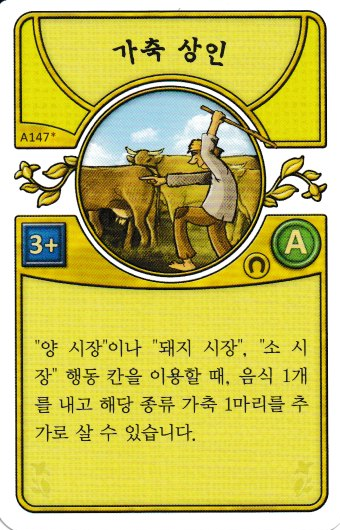 가축 상인
A147*
3+
A
"양 시장"이나 "돼지 시장", "소 시
장" 행동 칸을 이용할 때, 음식 1개
를 내고 해당 종류 가축 1마리를 추
가로 살 수 있습니다.